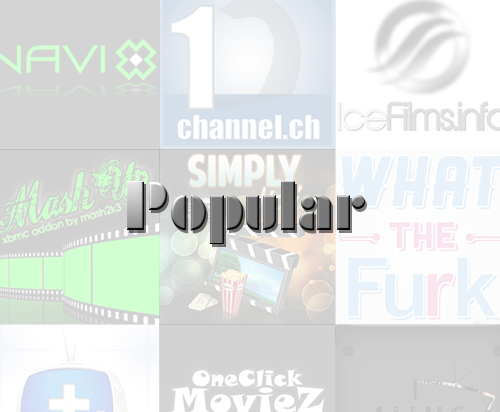 NAVI X
1
channel.ch
IceFilms.info
Mash Up
xbmc addon by mash2k3
SIMPLY
WHAT
THE
Furk
Popular
OneClick
MovieZ